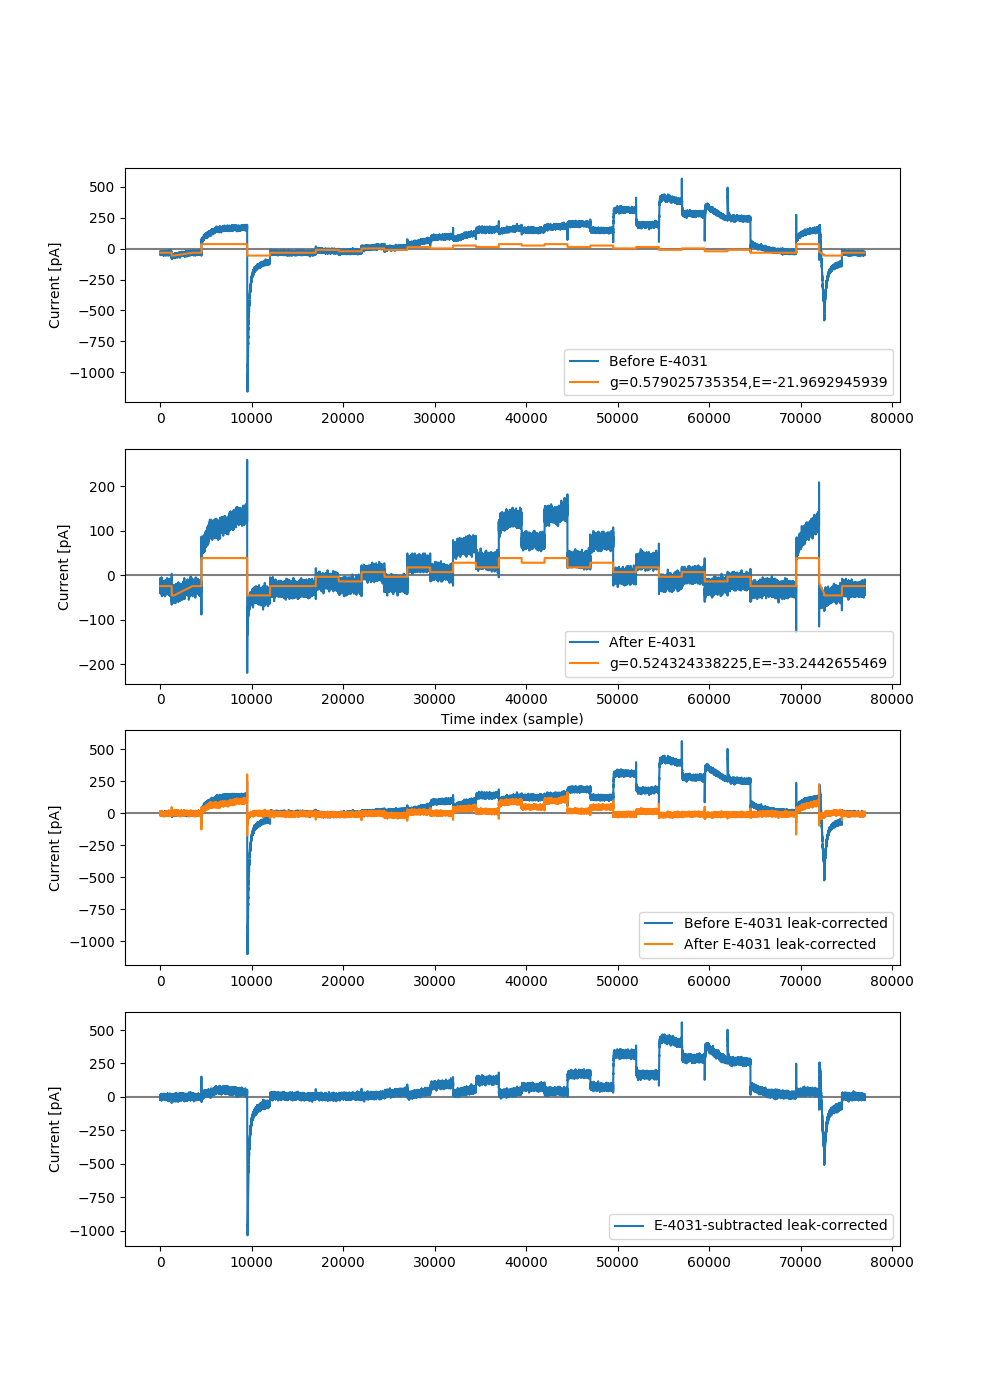 500
250
0
−250
−500
−750
−1000
Current [pA]
Before E-4031
g=0.579025735354,E=-21.9692945939
0 10000 20000 30000 40000 50000 60000 70000 80000
200
100
0
−100
−200
Current [pA]
After E-4031
g=0.524324338225,E=-33.2442655469
0 10000 20000 30000 40000 50000 60000 70000 80000
Time index (sample)
500
250
0
−250
−500
−750
−1000
Current [pA]
Before E-4031 leak-corrected
After E-4031 leak-corrected
0 10000 20000 30000 40000 50000 60000 70000 80000
500
250
0
−250
−500
−750
−1000
Current [pA]
E-4031-subtracted leak-corrected
0 10000 20000 30000 40000 50000 60000 70000 80000